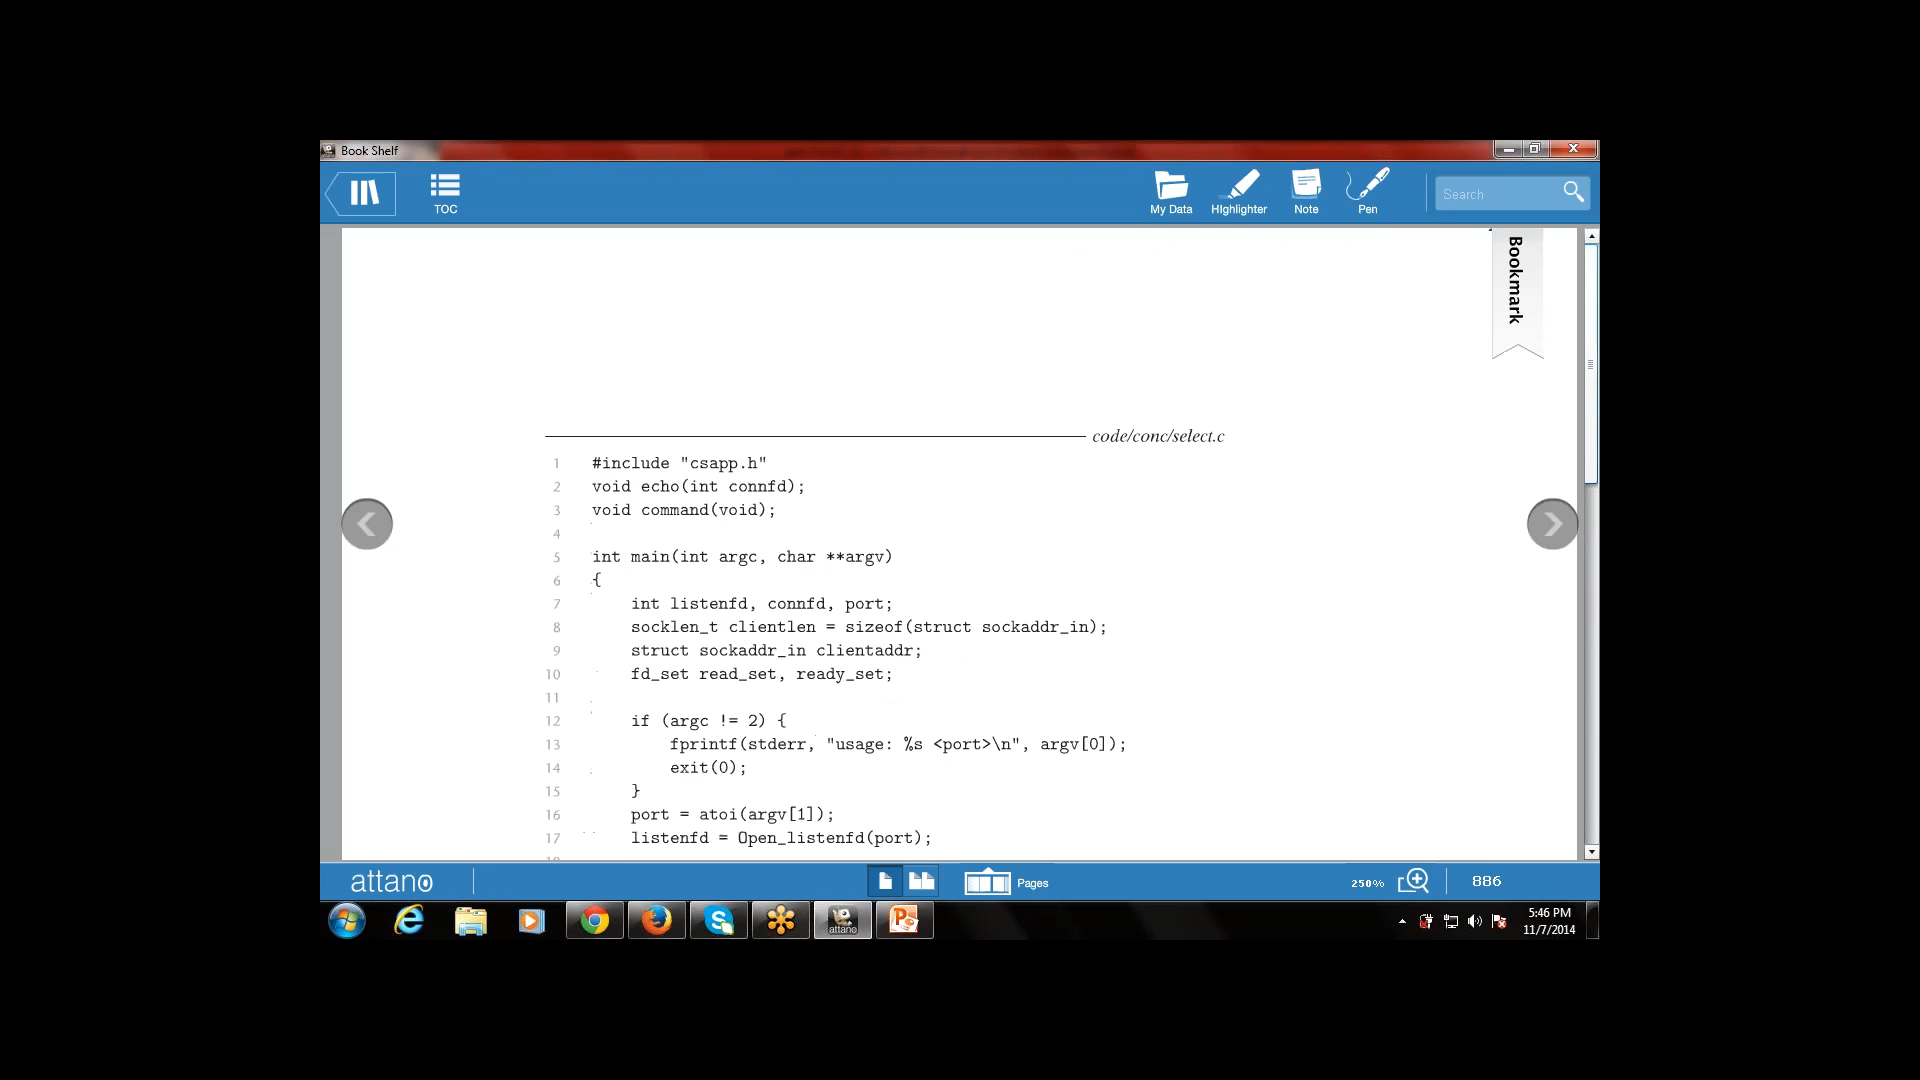 Book Shelf
TOC
My Data
HIghlighter
Note
Pen
Search
Bookmark
code/conc/select.c
1 #include "csapp.h"
2 void echo(int connfd);
3 void command(void);
4
5 int main(int argc, char **argv)
6 {
7 int listenfd, connfd, port;
8 socklen_t clientlen = sizeof(struct sockaddr_in);
9 struct sockaddr_in clientaddr;
10 fd_set read_set, ready_set;
11
12 if (argc != 2) {
13 fprintf(stderr, "usage: %s <port>\n", argv[0]);
14 exit(0);
15 }
16 port = atoi(argv[1]);
17 listenfd = Open_listenfd(port);
attano
Pages
250%
886
attano
5:46 PM
11/7/2014